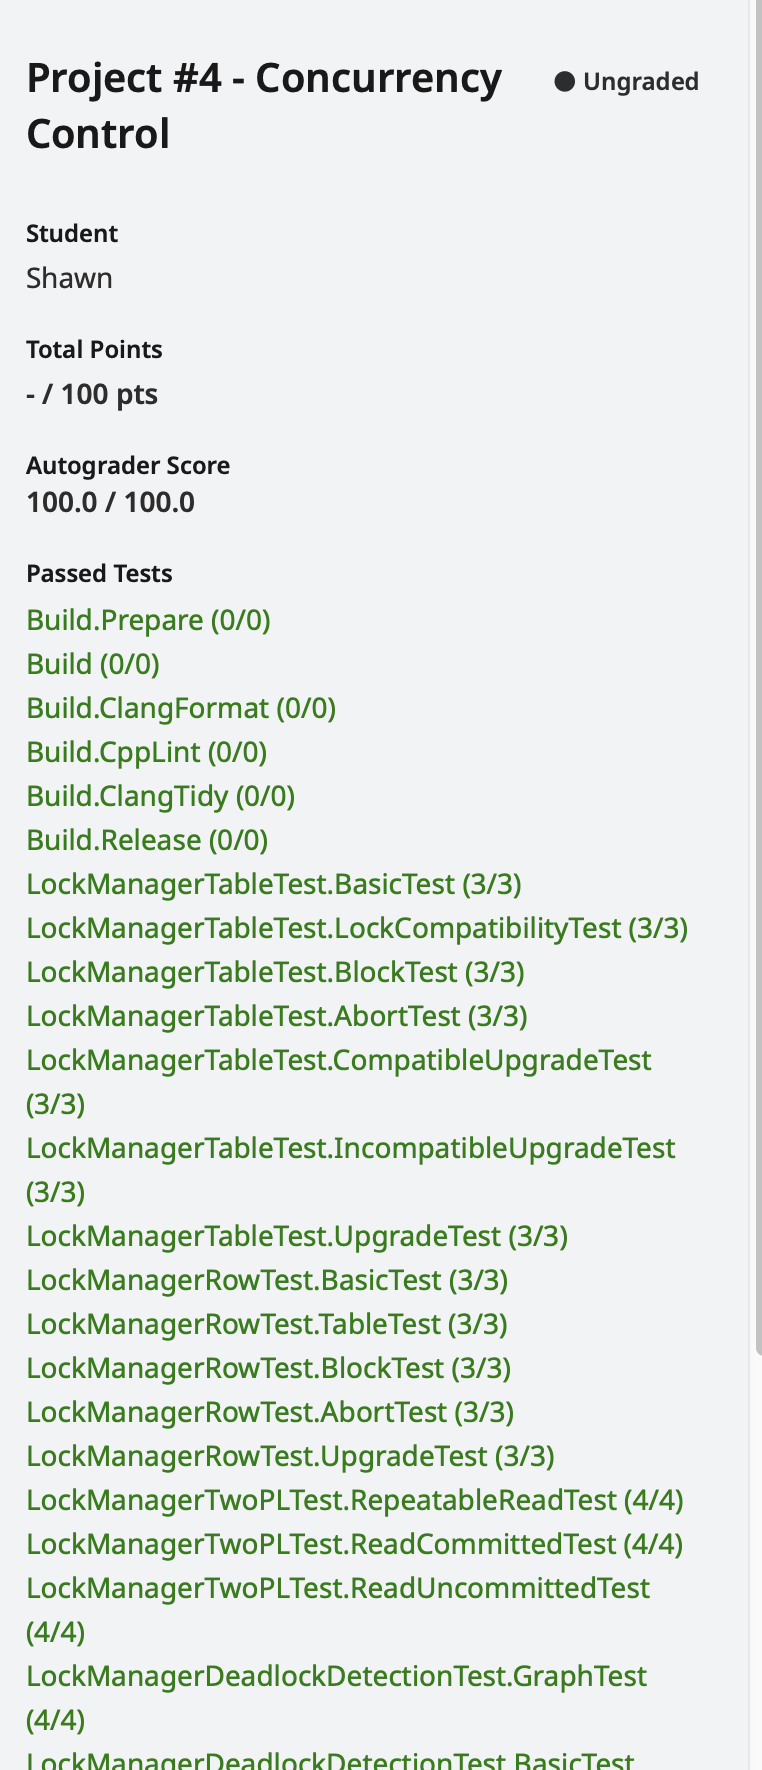 Project #4 - Concurrency
Control
Ungraded
Student
Shawn
Total Points
- / 100 pts
Autograder Score
100.0 / 100.0
Passed Tests
Build.Prepare (0/0)
Build (0/0)
Build.ClangFormat (0/0)
Build.CppLint (0/0)
Build.ClangTidy (0/0)
Build.Release (0/0)
LockManagerTableTest.BasicTest (3/3)
LockManagerTableTest.LockCompatibilityTest (3/3)
LockManagerTableTest.BlockTest (3/3)
LockManagerTableTest.AbortTest (3/3)
LockManagerTableTest.CompatibleUpgradeTest
(3/3)
LockManagerTableTest.IncompatibleUpgradeTest
(3/3)
LockManagerTableTest.UpgradeTest (3/3)
LockManagerRowTest.BasicTest (3/3)
LockManagerRowTest.TableTest (3/3)
LockManagerRowTest.BlockTest (3/3)
LockManagerRowTest.AbortTest (3/3)
LockManagerRowTest.UpgradeTest (3/3)
LockManagerTwoPLTest.RepeatableReadTest (4/4)
LockManagerTwoPLTest.ReadCommittedTest (4/4)
LockManagerTwoPLTest.ReadUncommittedTest
(4/4)
LockManagerDeadlockDetectionTest.GraphTest
(4/4)
LockManagerDeadlockDetectionTest.BasicTest